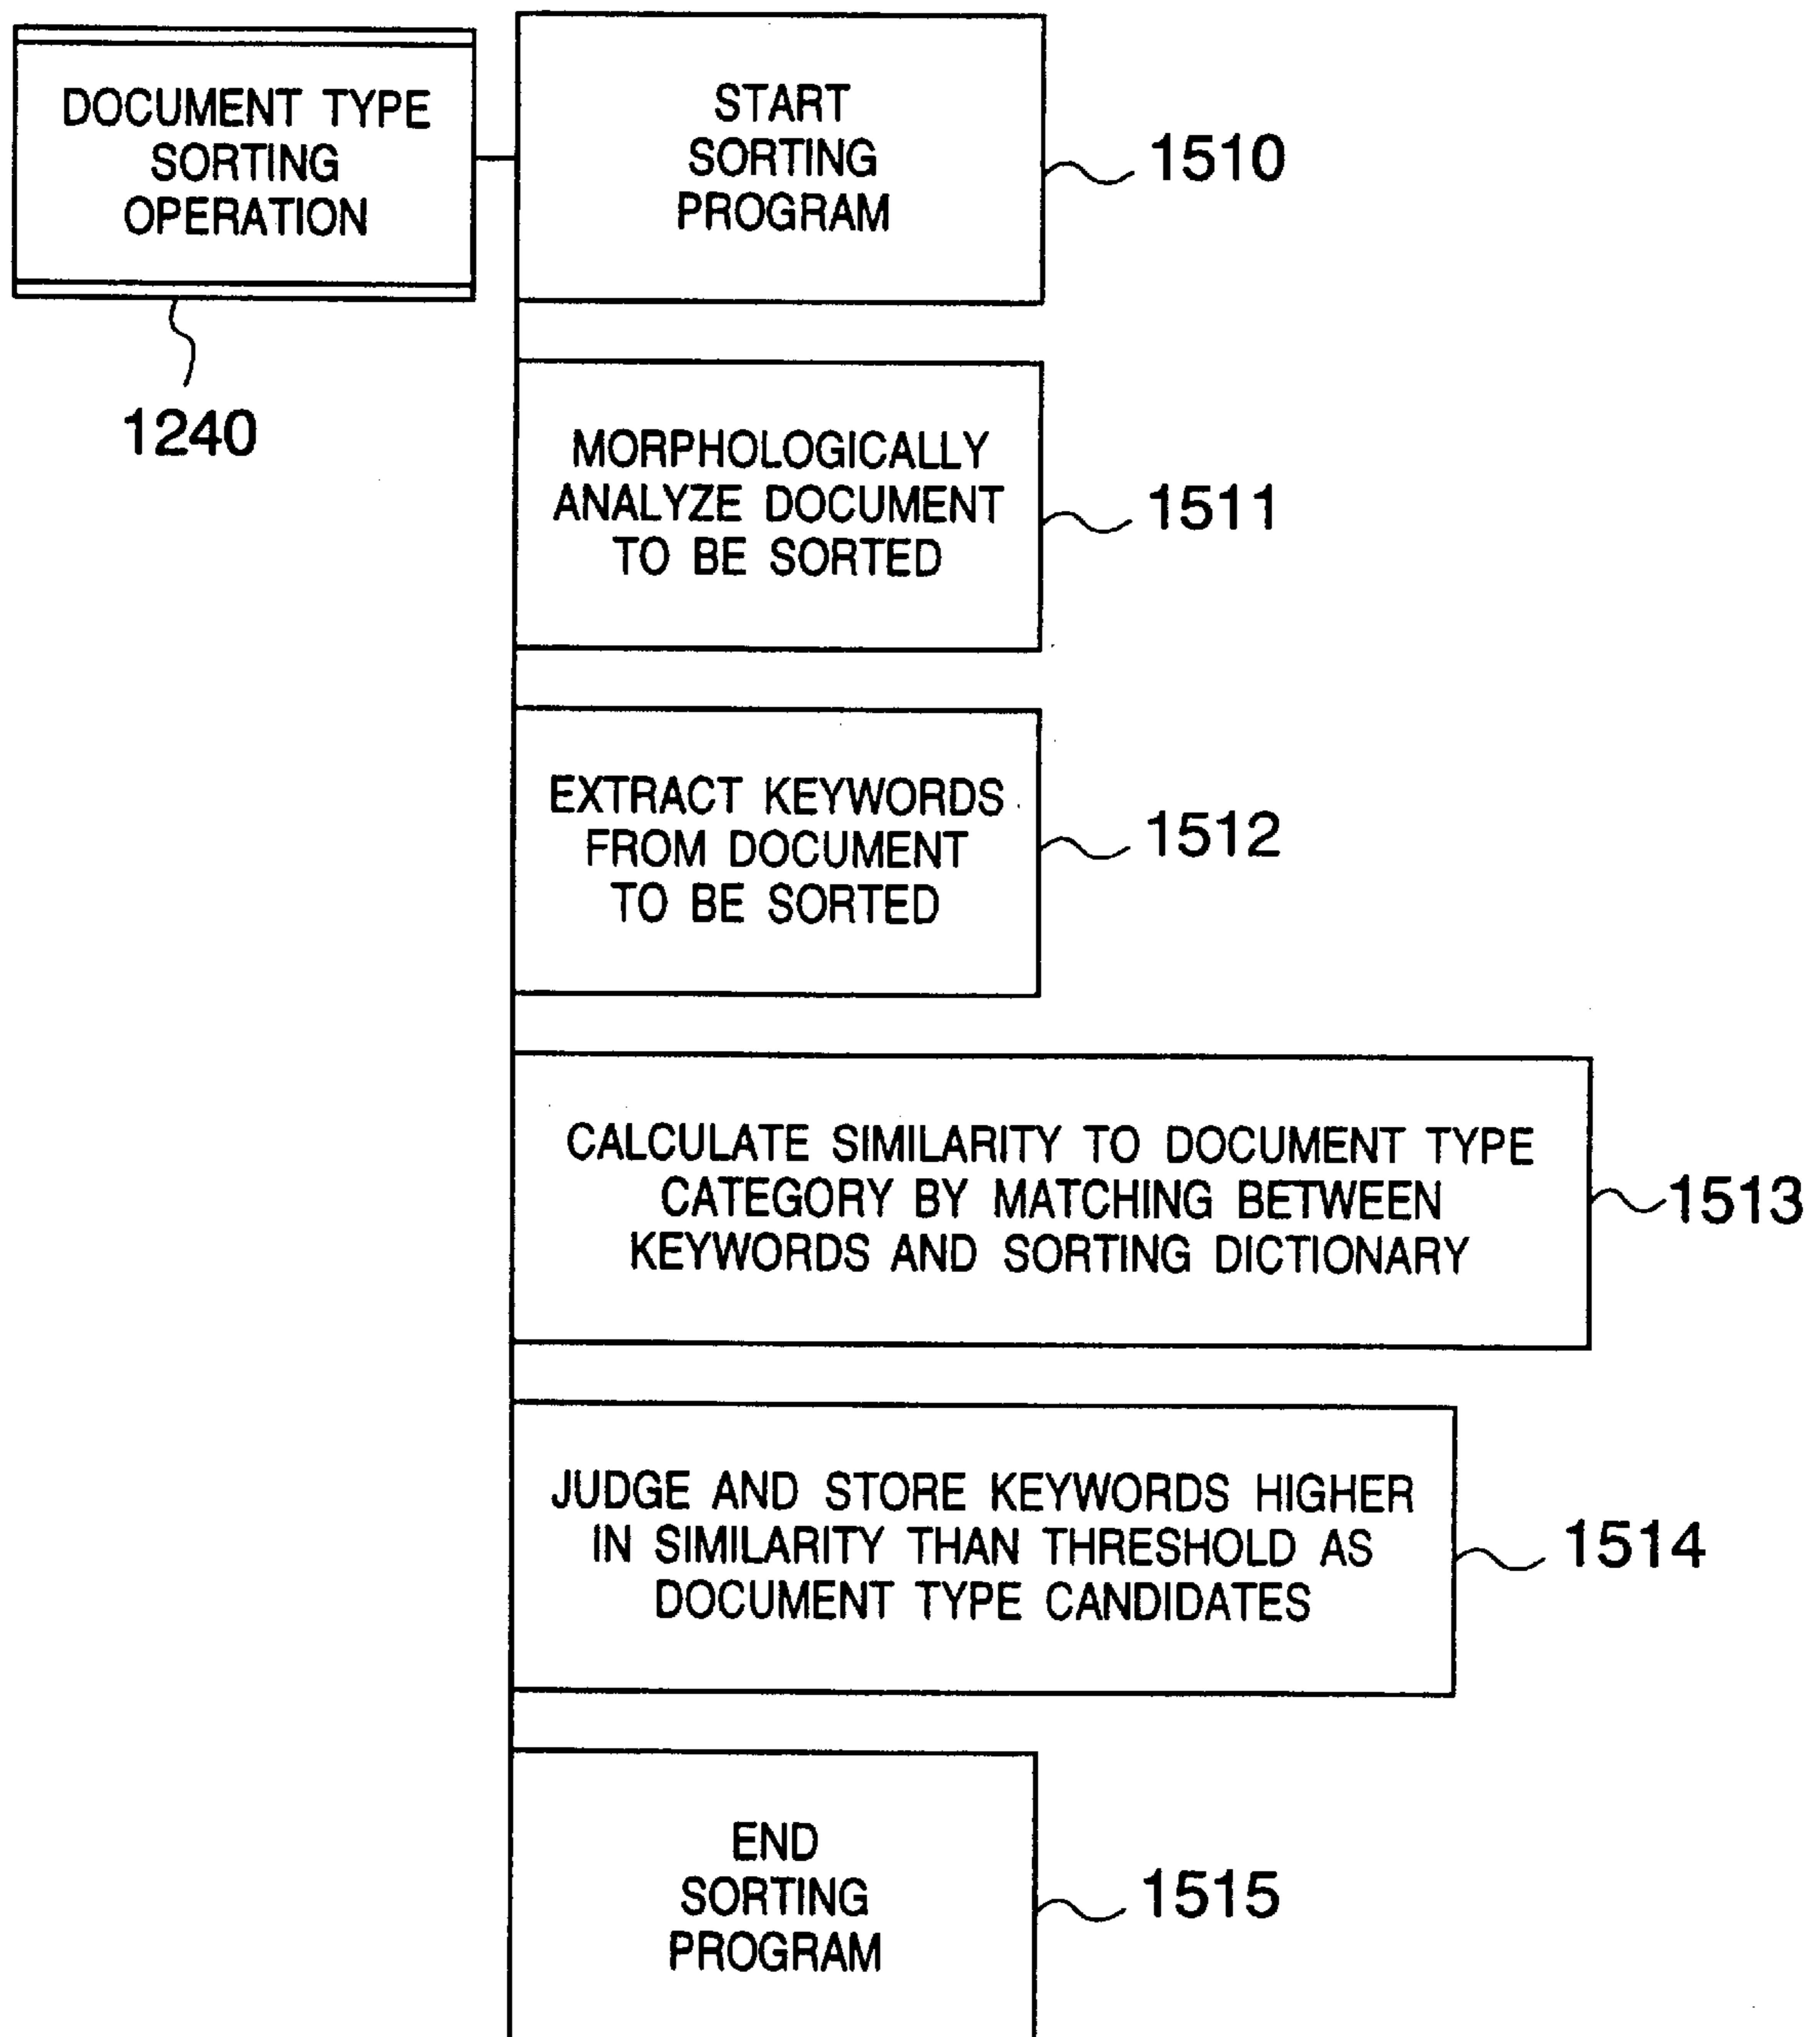 DOCUMENT TYPE
SORTING
OPERATION
1240
START
SORTING
PROGRAM
1510
MORPHOLOGICALLY
ANALYZE DOCUMENT
TO BE SORTED
1511
EXTRACT KEYWORDS
FROM DOCUMENT
TO BE SORTED
1512
CALCULATE SIMILARITY TO DOCUMENT TYPE
CATEGORY BY MATCHING BETWEEN
KEYWORDS AND SORTING DICTIONARY
1513
JUDGE AND STORE KEYWORDS HIGHER
IN SIMILARITY THAN THRESHOLD AS
DOCUMENT TYPE CANDIDATES
1514
END
SORTING
PROGRAM
1515